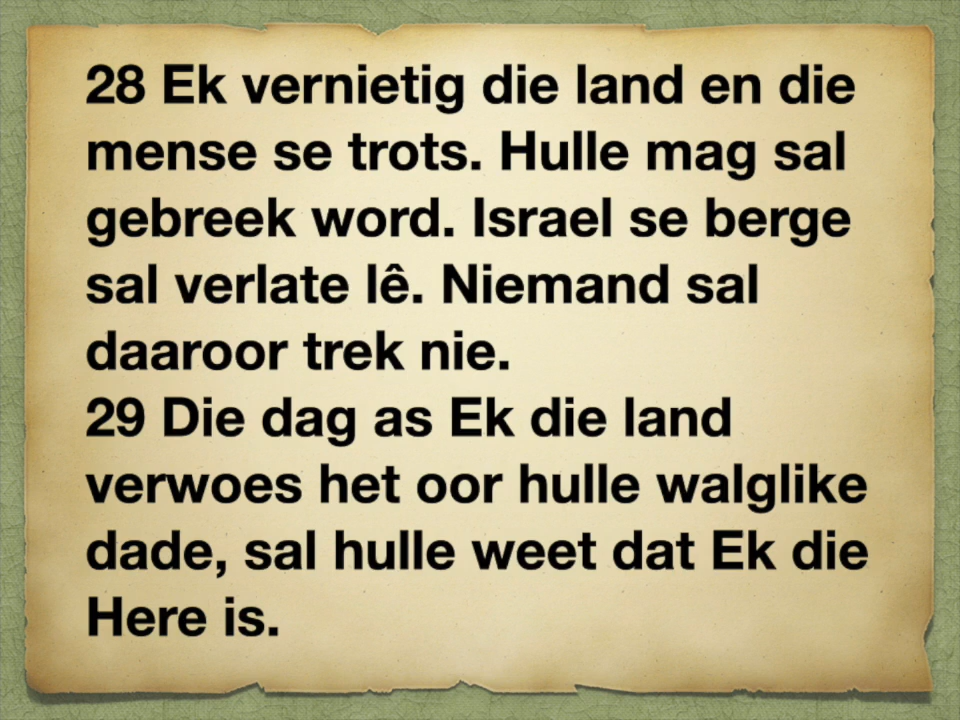 28 Ek vernietig die land en die
mense se trots. Hulle mag sal
gebreek word. Israel se berge
sal verlate lê. Niemand sal
daaroor trek nie.
29 Die dag as Ek die land
verwoes het oor hulle walglike
dade, sal hulle weet dat Ek die
Here is.